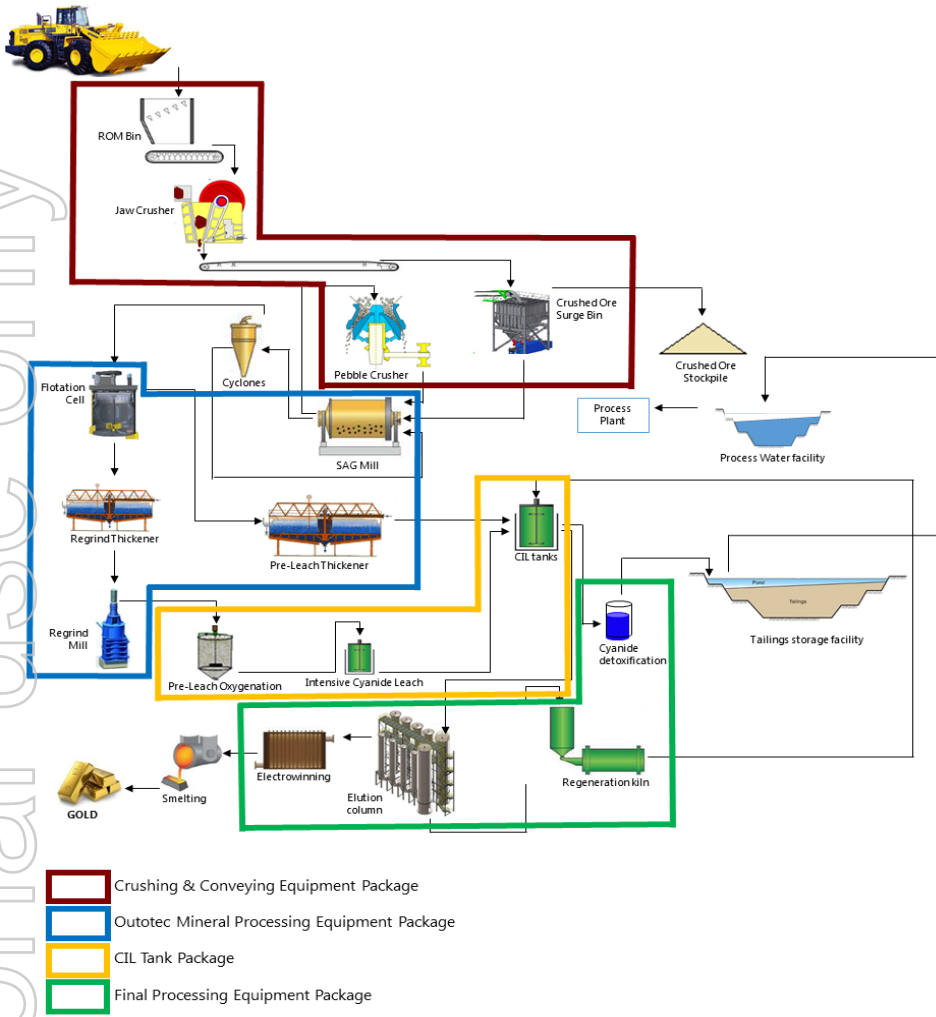 ROM Bin
Jaw Crusher
Crushed Ore
Surge Bin
Pebble Crusher
Cyclones
Crushed Ore
Stockpile
Flotation
Cell
Process
Plant
Process Water facility
SAG Mill
Regrind Thickener
Pre-Leach Thickener
CIL tanks
Pond
Tailings
Tailings storage facility
Regrind
Mill
Cyanide
detoxification
Pre-Leach Oxygenation
Intensive Cyanide Leach
Electrowinning
Regeneration kiln
Elution
column
Smelting
GOLD
Crushing & Conveying Equipment Package
Outotec Mineral Processing Equipment Package
CIL Tank Package
Final Processing Equipment Package
use only